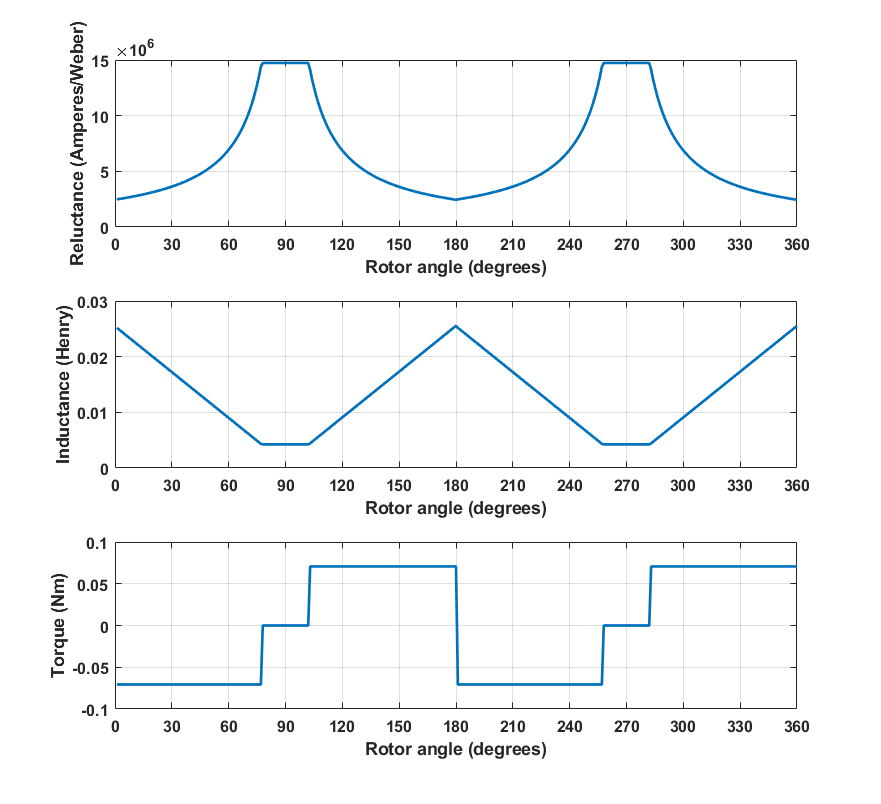 ×10⁶
Reluctance (Amperes/Weber)
15
10
5
0
0 30 60 90 120 150 180 210 240 270 300 330 360
Rotor angle (degrees)
Inductance (Henry)
0.03
0.02
0.01
0
0 30 60 90 120 150 180 210 240 270 300 330 360
Rotor angle (degrees)
Torque (Nm)
0.1
0.05
0
-0.05
-0.1
0 30 60 90 120 150 180 210 240 270 300 330 360
Rotor angle (degrees)